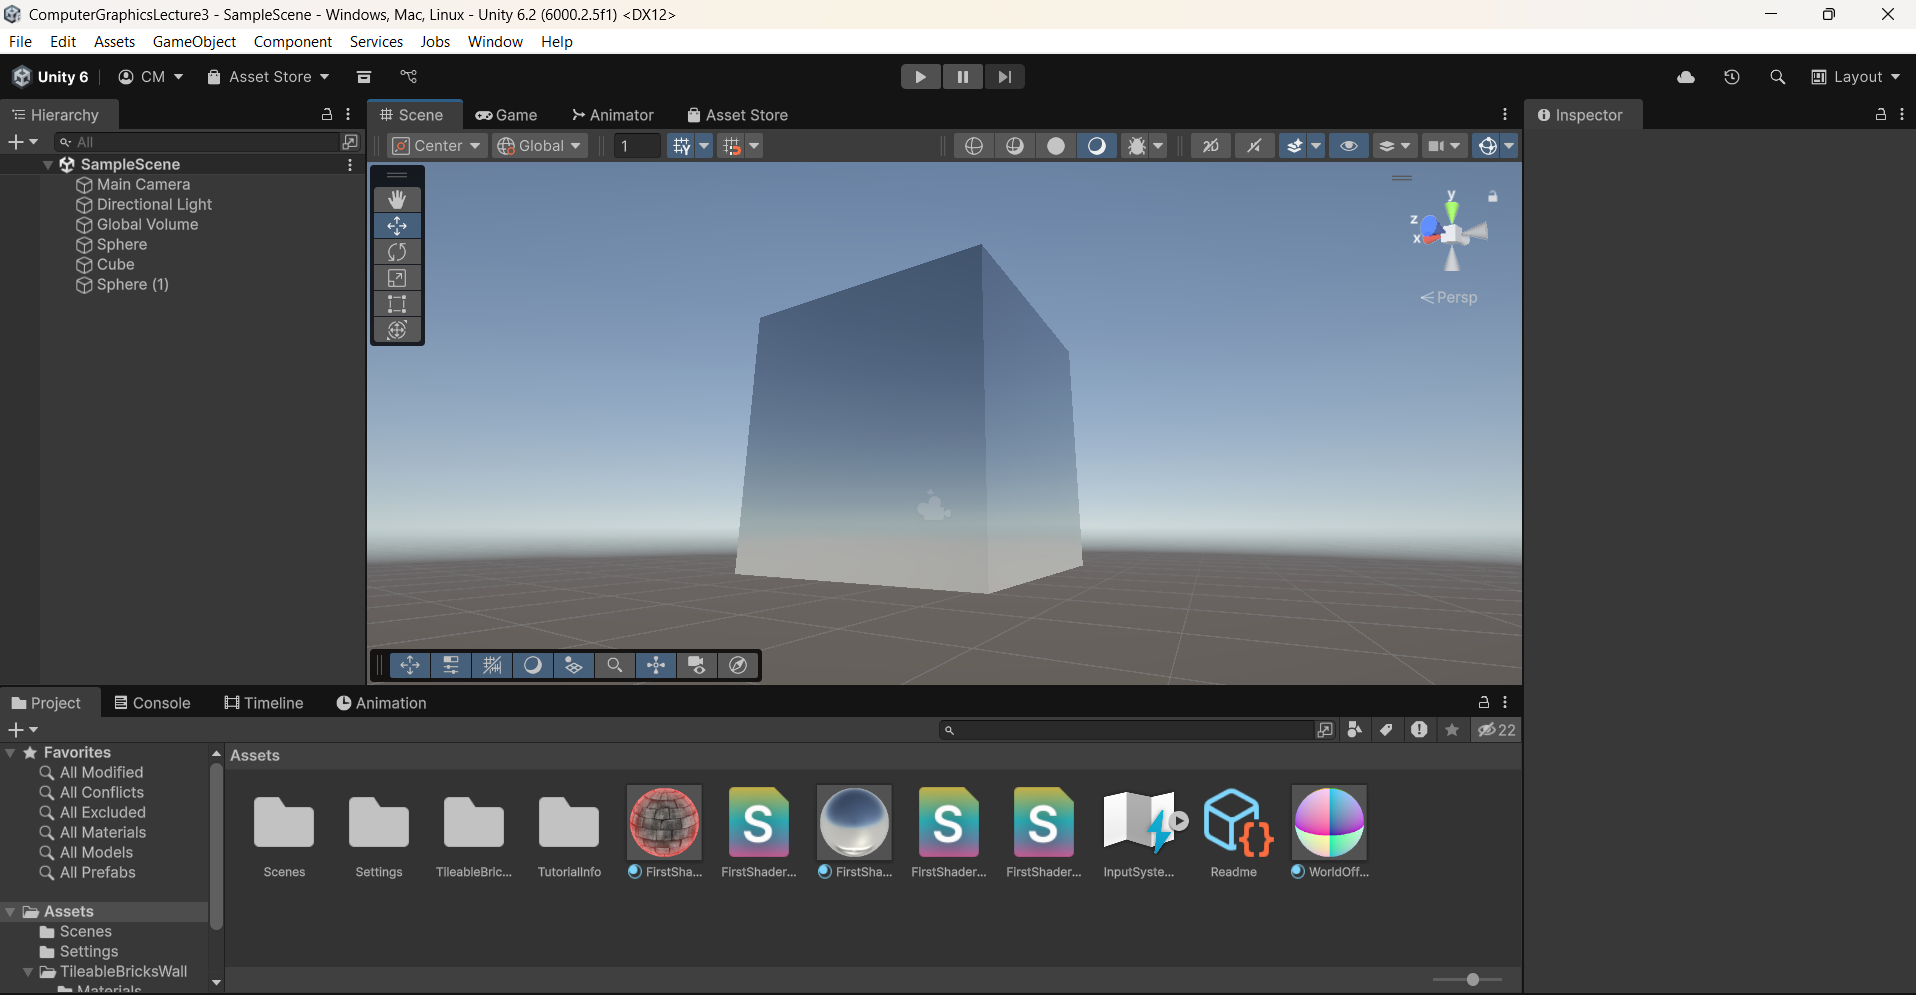 ComputerGraphicsLecture3 - SampleScene - Windows, Mac, Linux - Unity 6.2 (6000.2.5f1) <DX12>
File Edit Assets GameObject Component Services Jobs Window Help
Unity 6 CM Asset Store Layout
Hierarchy
All
SampleScene
Main Camera
Directional Light
Global Volume
Sphere
Cube
Sphere (1)
Scene Game Animator Asset Store
Center Global 1 2D
y
z
x
Persp
Inspector
Project Console Timeline Animation
22
Favorites
All Modified
All Conflicts
All Excluded
All Materials
All Models
All Prefabs
Assets
Scenes
Settings
TileableBricksWall
Materials
Assets
S S S
Scenes Settings TileableBric... TutorialInfo FirstSha... FirstShader... FirstSha... FirstShader... FirstShader... InputSyste... Readme WorldOff...